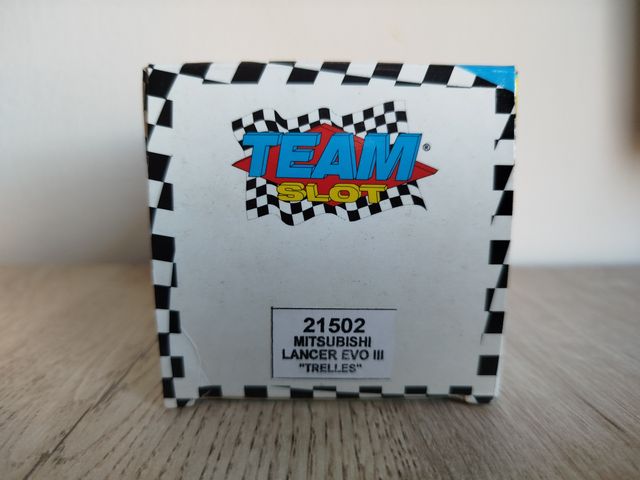 TEAM®
SLOT
21502
MITSUBISHI
LANCER EVO III
"TRELLES"